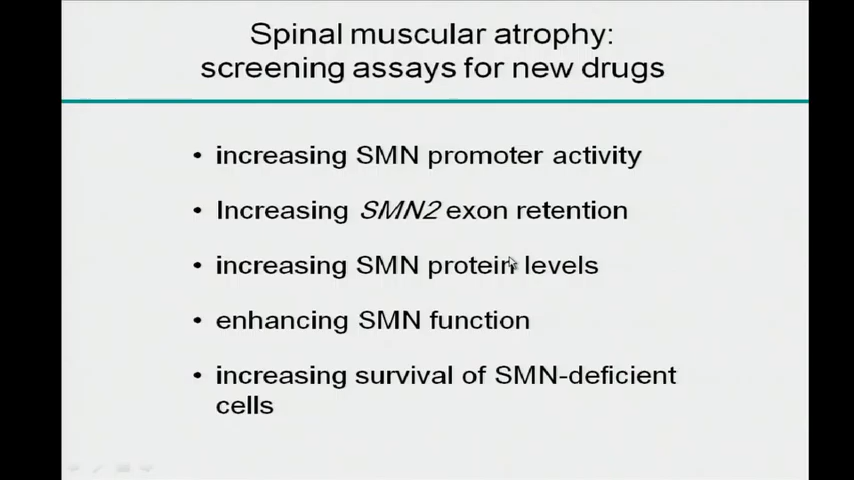 Spinal muscular atrophy:
screening assays for new drugs
• increasing SMN promoter activity
• Increasing SMN2 exon retention
• increasing SMN protein levels
• enhancing SMN function
• increasing survival of SMN-deficient
cells